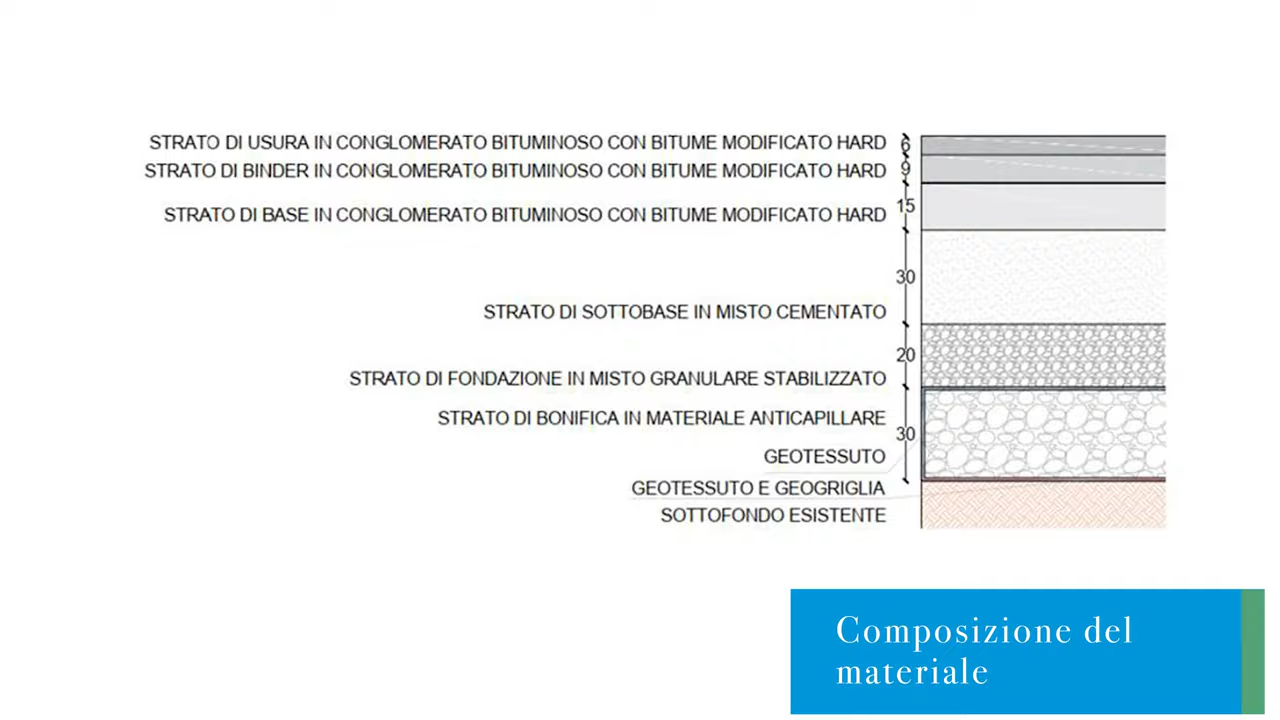 STRATO DI USURA IN CONGLOMERATO BITUMINOSO CON BITUME MODIFICATO HARD 6
STRATO DI BINDER IN CONGLOMERATO BITUMINOSO CON BITUME MODIFICATO HARD 9
STRATO DI BASE IN CONGLOMERATO BITUMINOSO CON BITUME MODIFICATO HARD 15
30
STRATO DI SOTTOBASE IN MISTO CEMENTATO
20
STRATO DI FONDAZIONE IN MISTO GRANULARE STABILIZZATO
STRATO DI BONIFICA IN MATERIALE ANTICAPILLARE
30
GEOTESSUTO
GEOTESSUTO E GEOGRIGLIA
SOTTOFONDO ESISTENTE
Composizione del
materiale